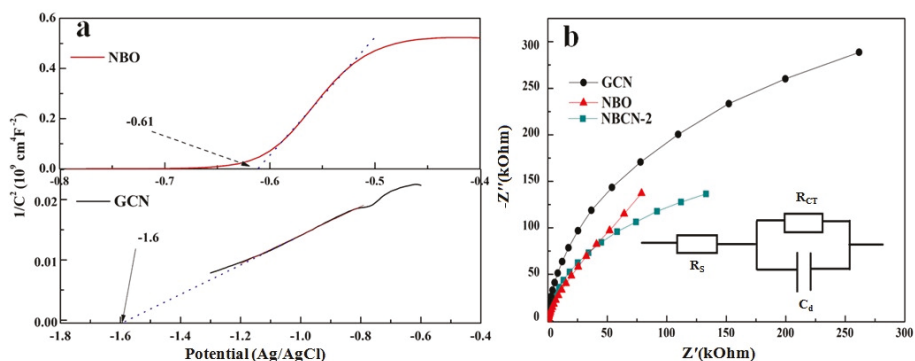 a
NBO
-0.61
0.6
0.4
0.2
0.0
-0.8 -0.7 -0.6 -0.5 -0.4
1/C² (10⁹ cm⁴F⁻²)
GCN
-1.6
0.02
0.01
0.00
-1.8 -1.6 -1.4 -1.2 -1.0 -0.8 -0.6 -0.4
Potential (Ag/AgCl)
b
GCN
NBO
NBCN-2
300
250
200
150
100
50
0
-Z″(kOhm)
R_CT
R_S
C_d
0 50 100 150 200 250 300
Z′(kOhm)